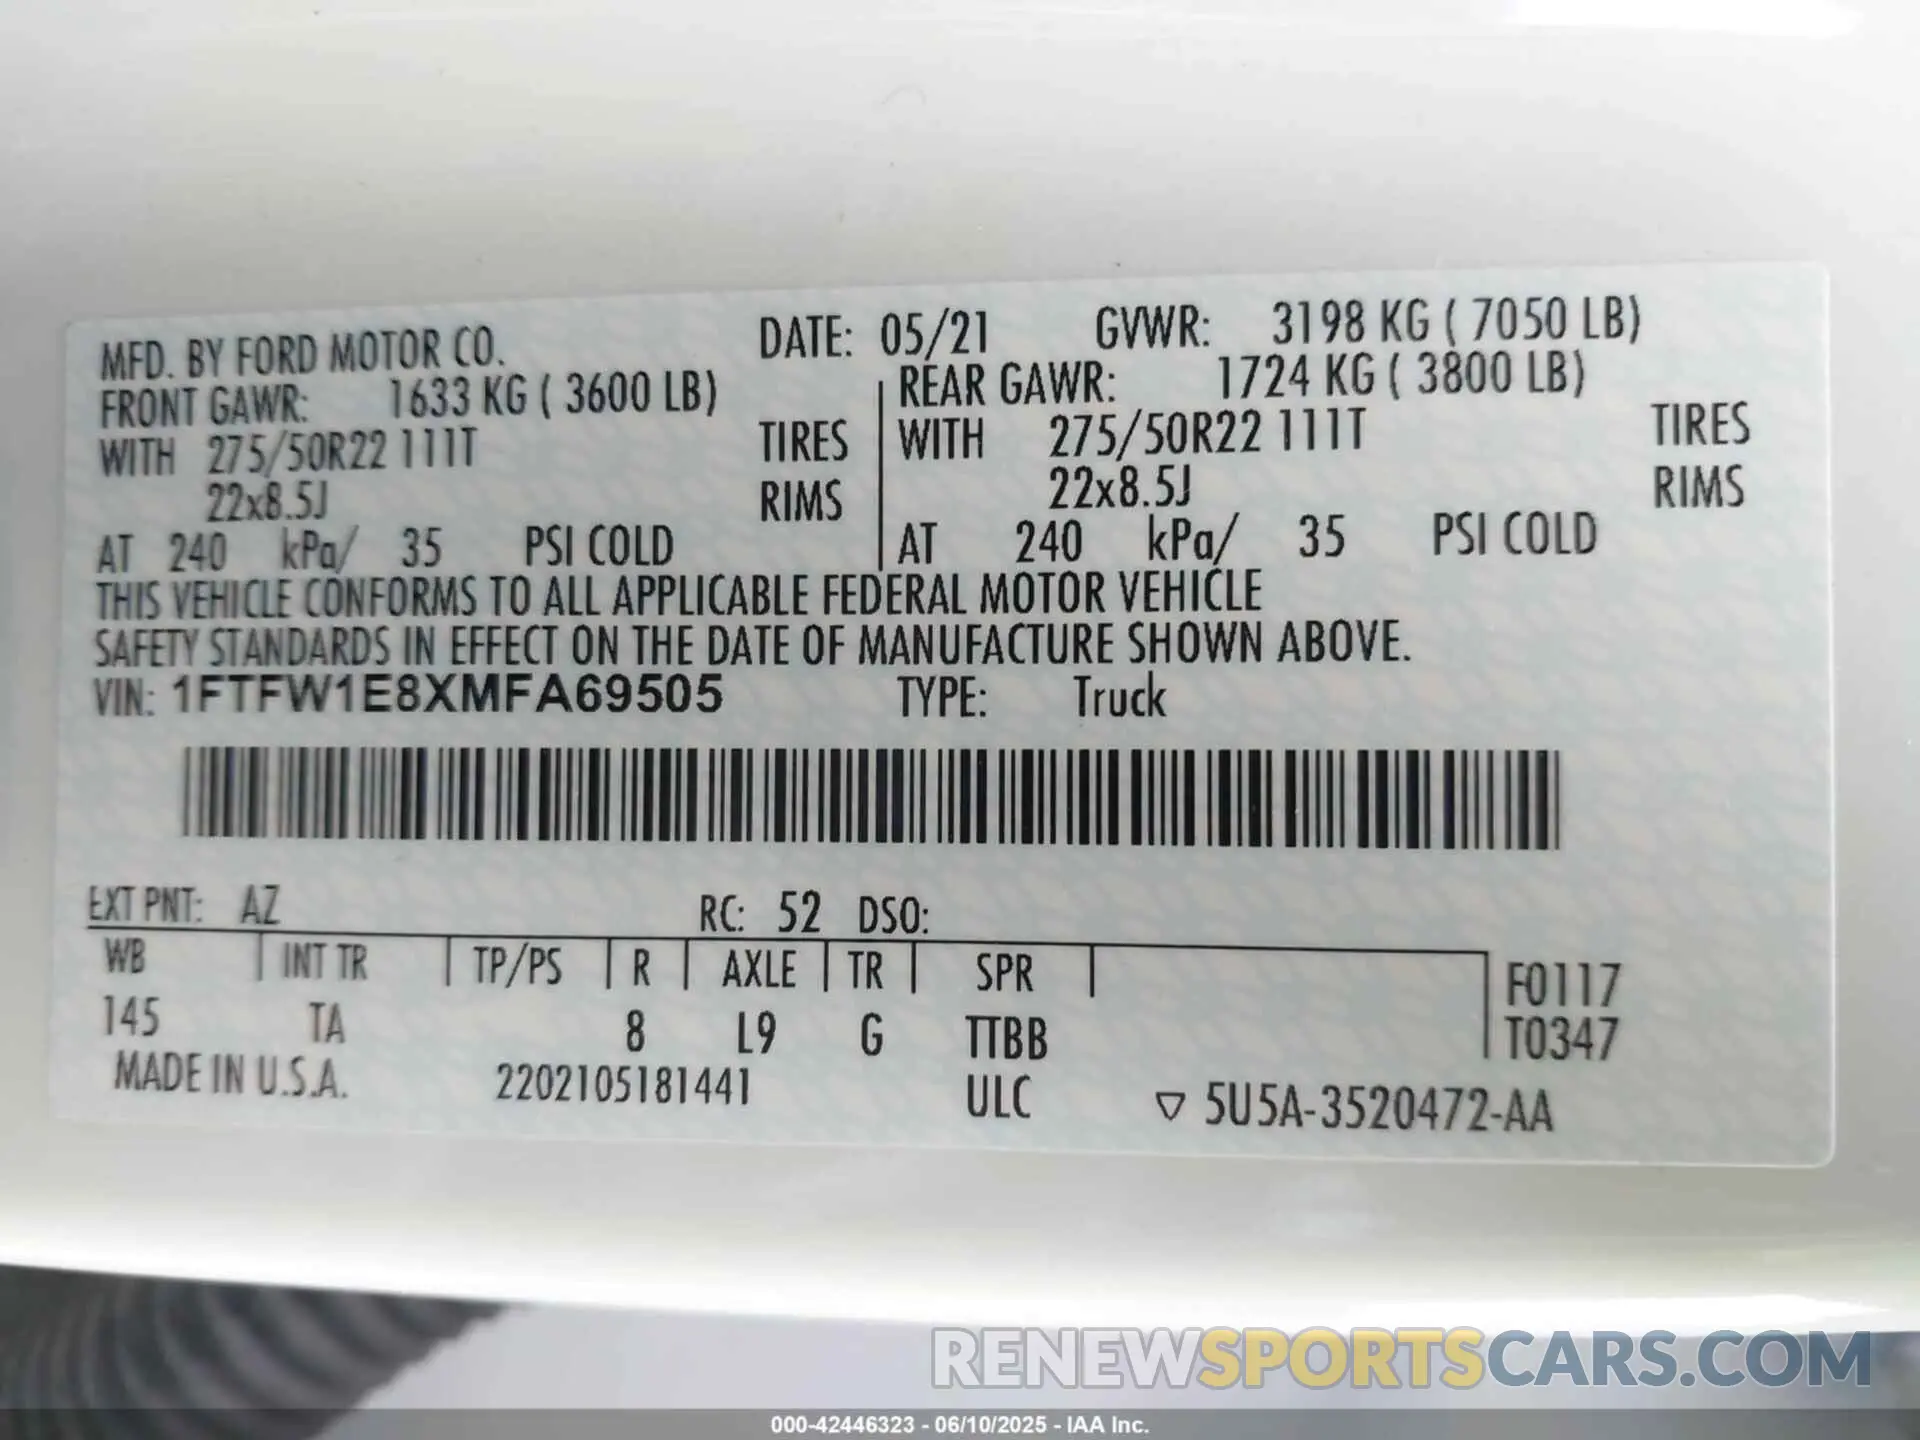 MFD. BY FORD MOTOR CO. DATE: 05/21 GVWR: 3198 KG ( 7050 LB)
FRONT GAWR: 1633 KG ( 3600 LB) REAR GAWR: 1724 KG ( 3800 LB)
WITH 275/50R22 111T TIRES WITH 275/50R22 111T TIRES
22x8.5J RIMS 22x8.5J RIMS
AT 240 kPa/ 35 PSI COLD AT 240 kPa/ 35 PSI COLD
THIS VEHICLE CONFORMS TO ALL APPLICABLE FEDERAL MOTOR VEHICLE
SAFETY STANDARDS IN EFFECT ON THE DATE OF MANUFACTURE SHOWN ABOVE.
VIN: 1FTFW1E8XMFA69505 TYPE: Truck
EXT PNT: AZ RC: 52 DSO:
WB INT TR TP/PS R AXLE TR SPR F0117
145 TA 8 L9 G TTBB T0347
MADE IN U.S.A. 2202105181441 ULC ▽ 5U5A-3520472-AA
RENEWSPORTSCARS.COM
000-42446323 - 06/10/2025 - IAA Inc.